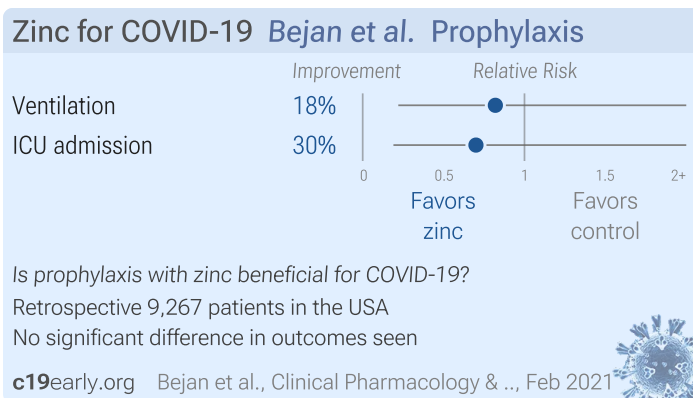 Zinc for COVID-19 Bejan et al. Prophylaxis
Improvement Relative Risk
Ventilation 18%
ICU admission 30%
0 0.5 1 1.5 2+
Favors zinc
Favors control
Is prophylaxis with zinc beneficial for COVID-19?
Retrospective 9,267 patients in the USA
No significant difference in outcomes seen
c19early.org Bejan et al., Clinical Pharmacology & .., Feb 2021